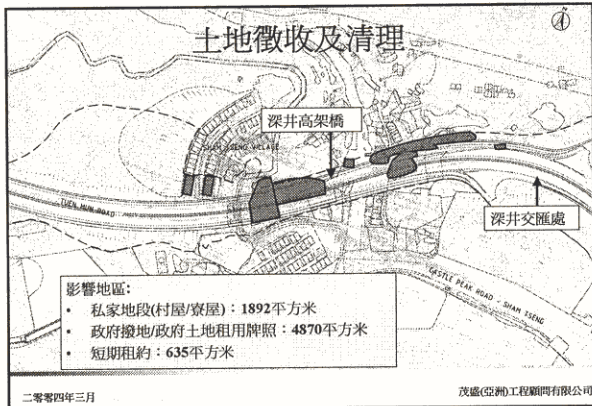 土地徵收及清理
深井高架橋
SHAM TSENG VILLAGE
TUEN MUN ROAD
深井交匯處
CASTLE PEAK ROAD - SHAM TSENG
影響地區:
• 私家地段(村屋/寮屋)：1892平方米
• 政府撥地/政府土地租用牌照：4870平方米
• 短期租約：635平方米
二零零四年三月
茂盛(亞洲)工程顧問有限公司